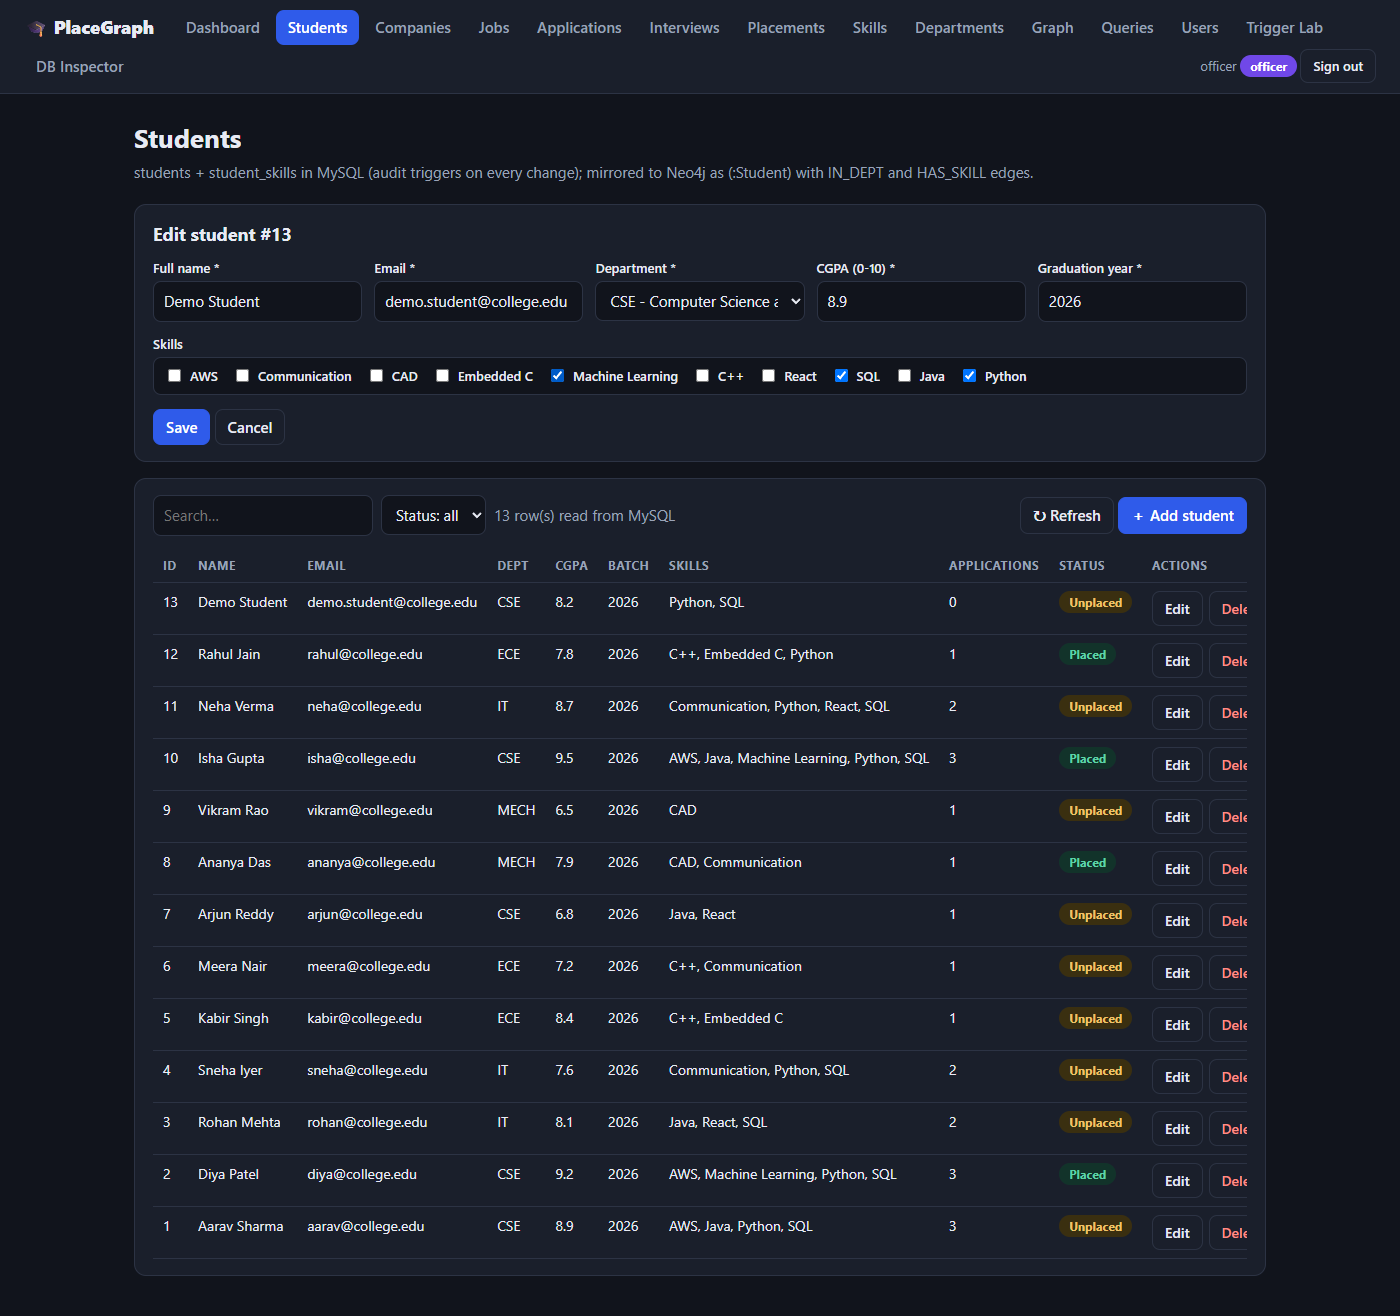 PlaceGraph Dashboard Students Companies Jobs Applications Interviews Placements Skills Departments Graph Queries Users Trigger Lab
DB Inspector officer officer Sign out
Students
students + student_skills in MySQL (audit triggers on every change); mirrored to Neo4j as (:Student) with IN_DEPT and HAS_SKILL edges.
Edit student #13
Full name * Email * Department * CGPA (0-10) * Graduation year *
Demo Student demo.student@college.edu CSE - Computer Science a 8.9 2026
Skills
AWS Communication CAD Embedded C Machine Learning C++ React SQL Java Python
Save Cancel
Search... Status: all 13 row(s) read from MySQL ↻ Refresh + Add student
ID NAME EMAIL DEPT CGPA BATCH SKILLS APPLICATIONS STATUS ACTIONS
13 Demo Student demo.student@college.edu CSE 8.2 2026 Python, SQL 0 Unplaced Edit Dele
12 Rahul Jain rahul@college.edu ECE 7.8 2026 C++, Embedded C, Python 1 Placed Edit Dele
11 Neha Verma neha@college.edu IT 8.7 2026 Communication, Python, React, SQL 2 Unplaced Edit Dele
10 Isha Gupta isha@college.edu CSE 9.5 2026 AWS, Java, Machine Learning, Python, SQL 3 Placed Edit Dele
9 Vikram Rao vikram@college.edu MECH 6.5 2026 CAD 1 Unplaced Edit Dele
8 Ananya Das ananya@college.edu MECH 7.9 2026 CAD, Communication 1 Placed Edit Dele
7 Arjun Reddy arjun@college.edu CSE 6.8 2026 Java, React 1 Unplaced Edit Dele
6 Meera Nair meera@college.edu ECE 7.2 2026 C++, Communication 1 Unplaced Edit Dele
5 Kabir Singh kabir@college.edu ECE 8.4 2026 C++, Embedded C 1 Unplaced Edit Dele
4 Sneha Iyer sneha@college.edu IT 7.6 2026 Communication, Python, SQL 2 Unplaced Edit Dele
3 Rohan Mehta rohan@college.edu IT 8.1 2026 Java, React, SQL 2 Unplaced Edit Dele
2 Diya Patel diya@college.edu CSE 9.2 2026 AWS, Machine Learning, Python, SQL 3 Placed Edit Dele
1 Aarav Sharma aarav@college.edu CSE 8.9 2026 AWS, Java, Python, SQL 3 Unplaced Edit Dele